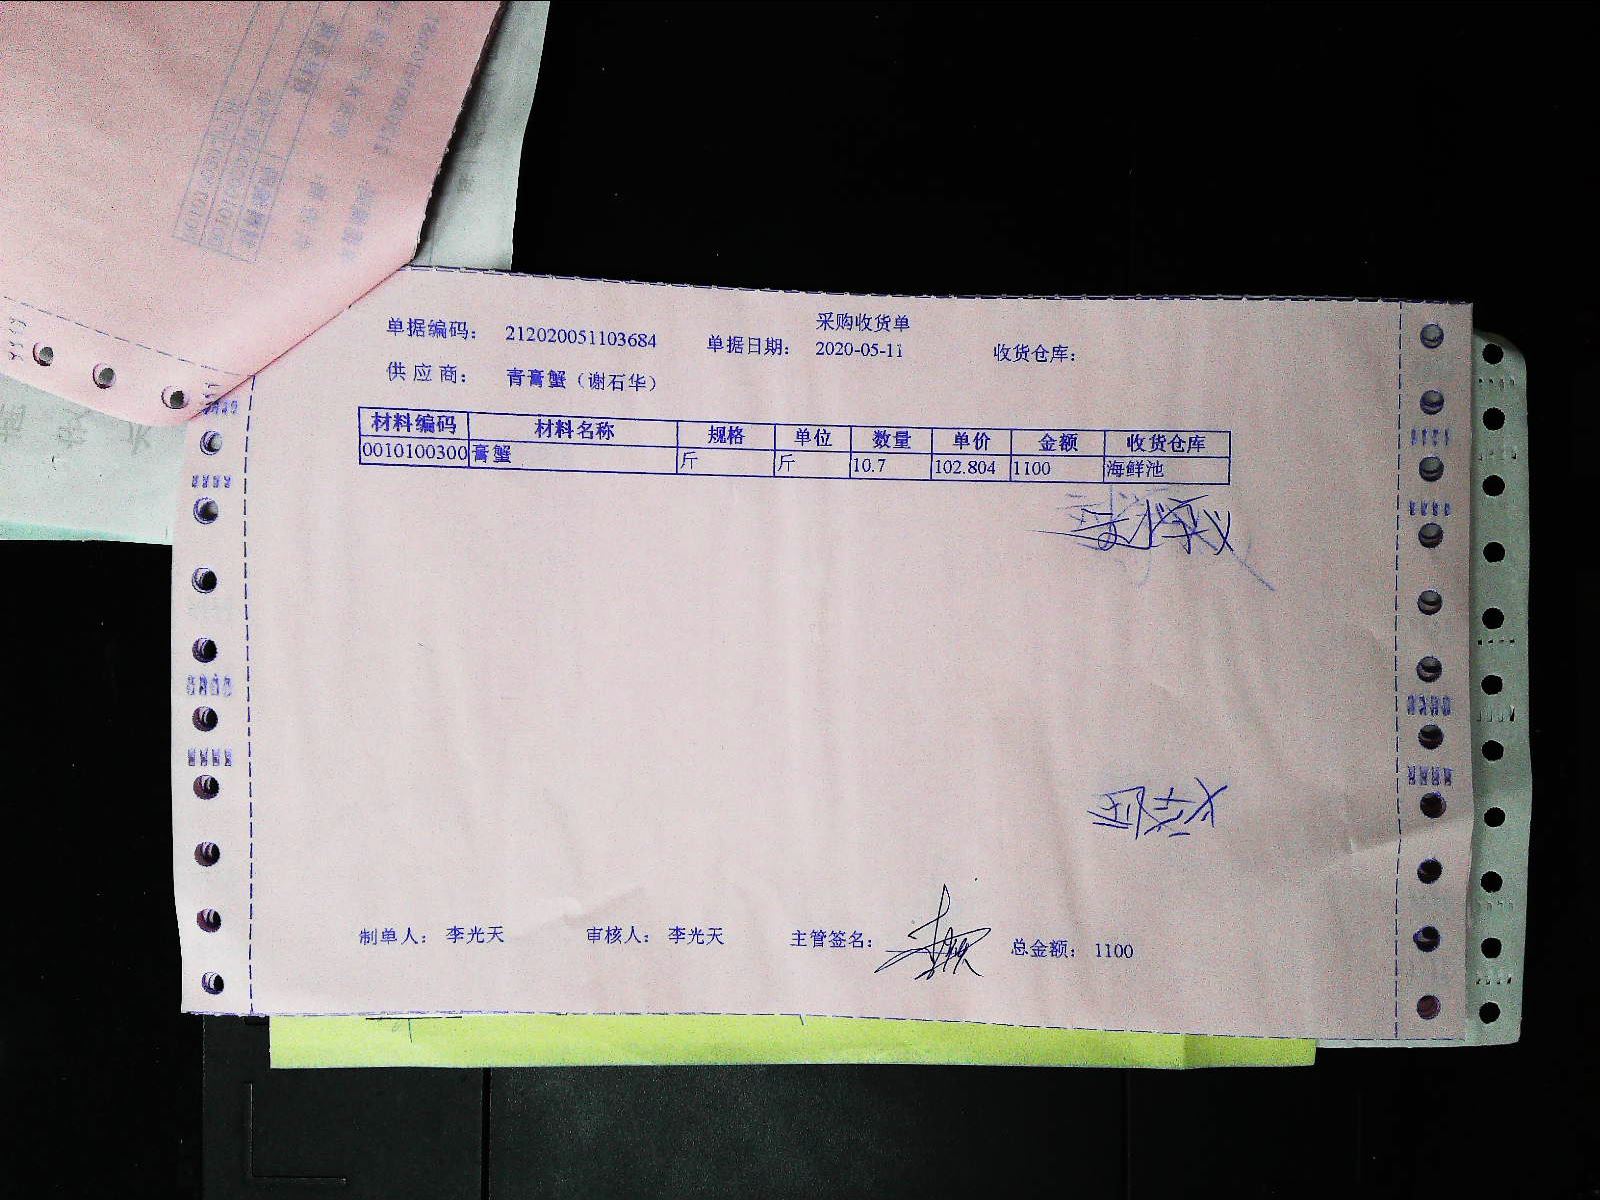 采购收货单
单据编码： 212020051103684 单据日期： 2020-05-11 收货仓库：
供应商： 青膏蟹（谢石华）
材料编码 材料名称 规格 单位 数量 单价 金额 收货仓库
0010100300 膏蟹 斤 斤 10.7 102.804 1100 海鲜池
制单人： 李光天 审核人： 李光天 主管签名： 总金额： 1100